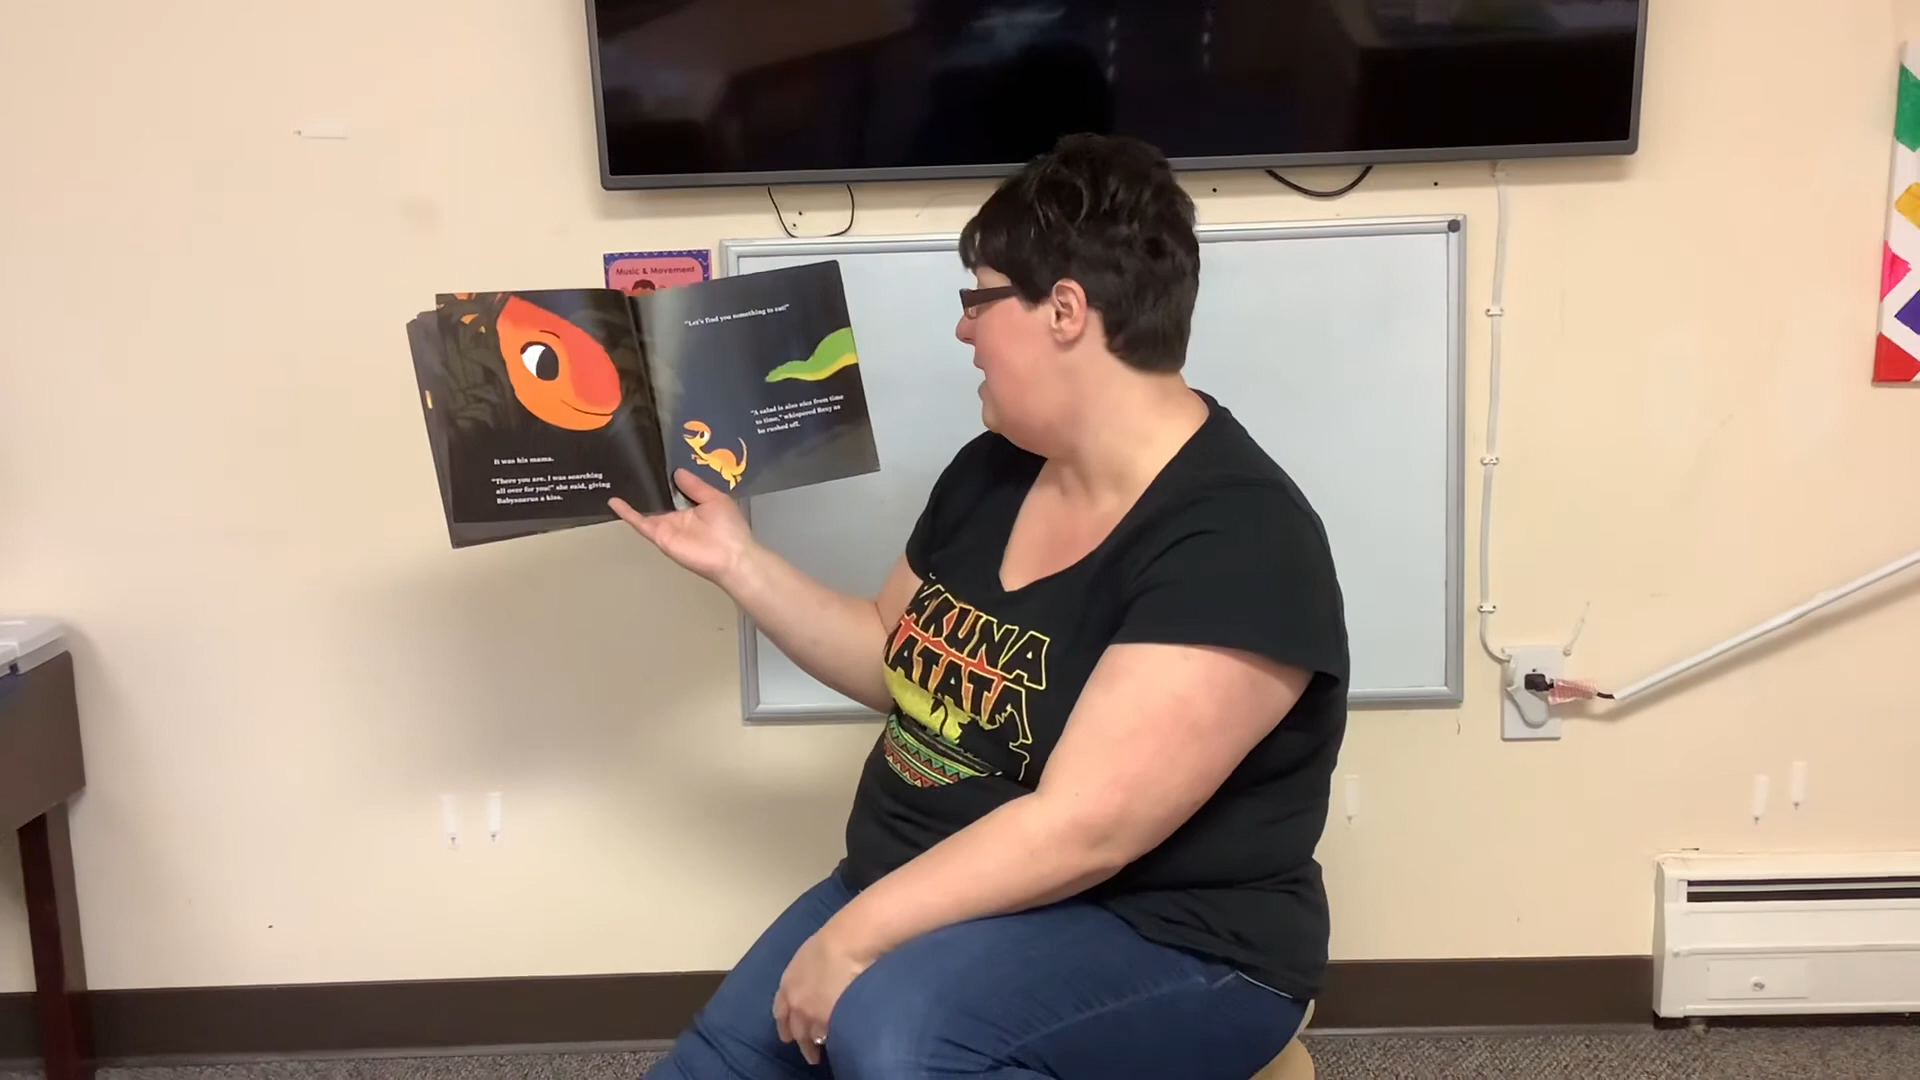 Music & Movement
"Let's find you something to eat!"
"A salad is also nice from time
to time," whispered Rexy as
he rushed off.
It was his mama.
"There you are. I was searching
all over for you!" she said, giving
Babysaurus a kiss.
AKUNA
MATATA